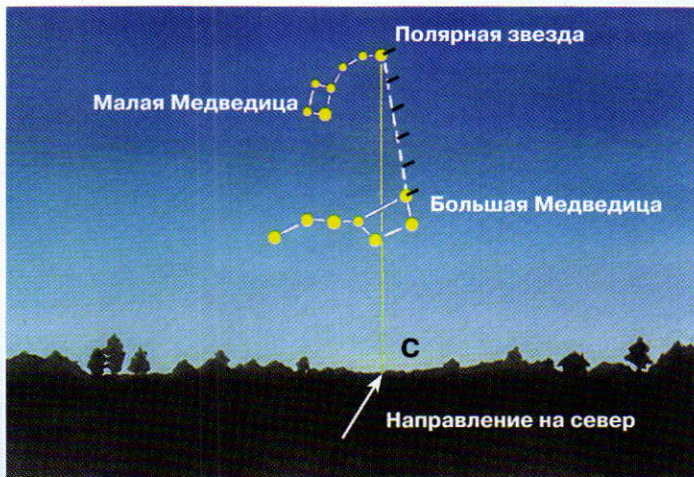 Полярная звезда
Малая Медведица
Большая Медведица
С
Направление на север